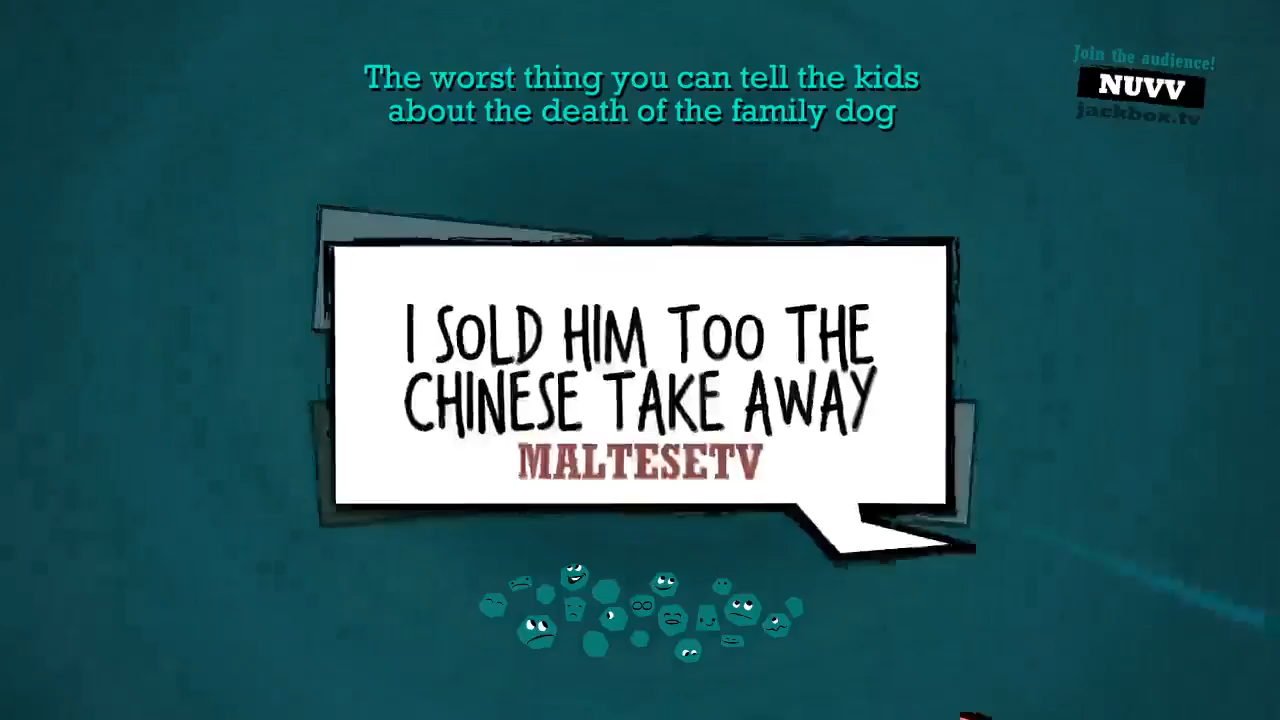 The worst thing you can tell the kids
about the death of the family dog
Join the audience!
NUVV
jackbox.tv
I SOLD HIM TOO THE
CHINESE TAKE AWAY
MALTESETV